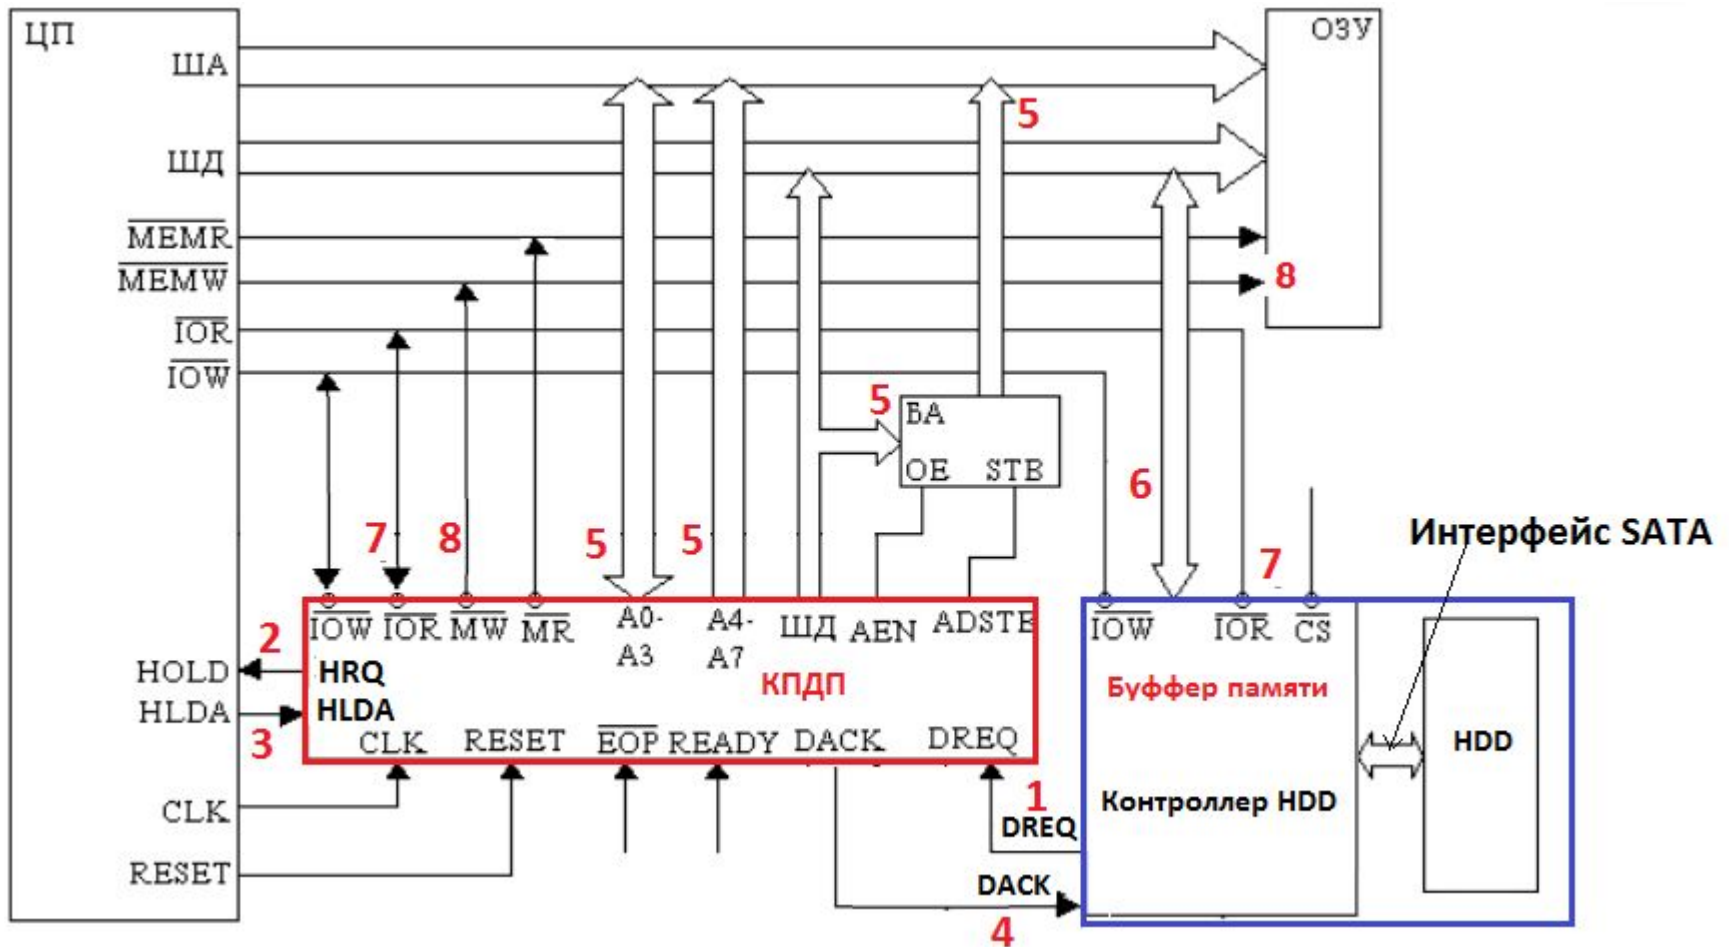 ЦП
ОЗУ
ША
5
ШД
MEMR
MEMW
8
IOR
IOW
5
БА
OE STB
6
7 8 5 5
7
Интерфейс SATA
IOW IOR MW MR A0- A3 A4- A7 ШД AEN ADSTB
IOW IOR CS
2
HOLD HRQ
КПДП
Буффер памяти
HLDA HLDA
3
CLK RESET EOP READY DACK DREQ
HDD
CLK
1
DREQ
Контроллер HDD
RESET
DACK
4